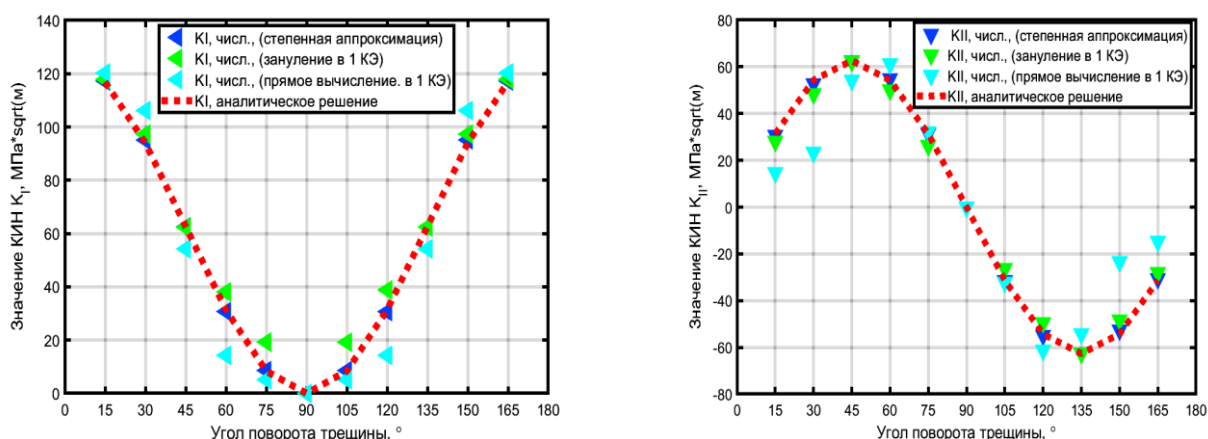 140
120
100
80
60
40
20
0
Значение КИН K_I, МПа*sqrt(м)
KI, числ., (степенная аппроксимация)
KI, числ., (зануление в 1 КЭ)
KI, числ., (прямое вычисление. в 1 КЭ)
KI, аналитическое решение
0 15 30 45 60 75 90 105 120 135 150 165 180
Угол поворота трещины, °
80
60
40
20
0
-20
-40
-60
-80
Значение КИН K_II, МПа*sqrt(м)
KII, числ., (степенная аппроксимация)
KII, числ., (зануление в 1 КЭ)
KII, числ., (прямое вычисление в 1 КЭ)
KII, аналитическое решение
0 15 30 45 60 75 90 105 120 135 150 165 180
Угол поворота трещины, °